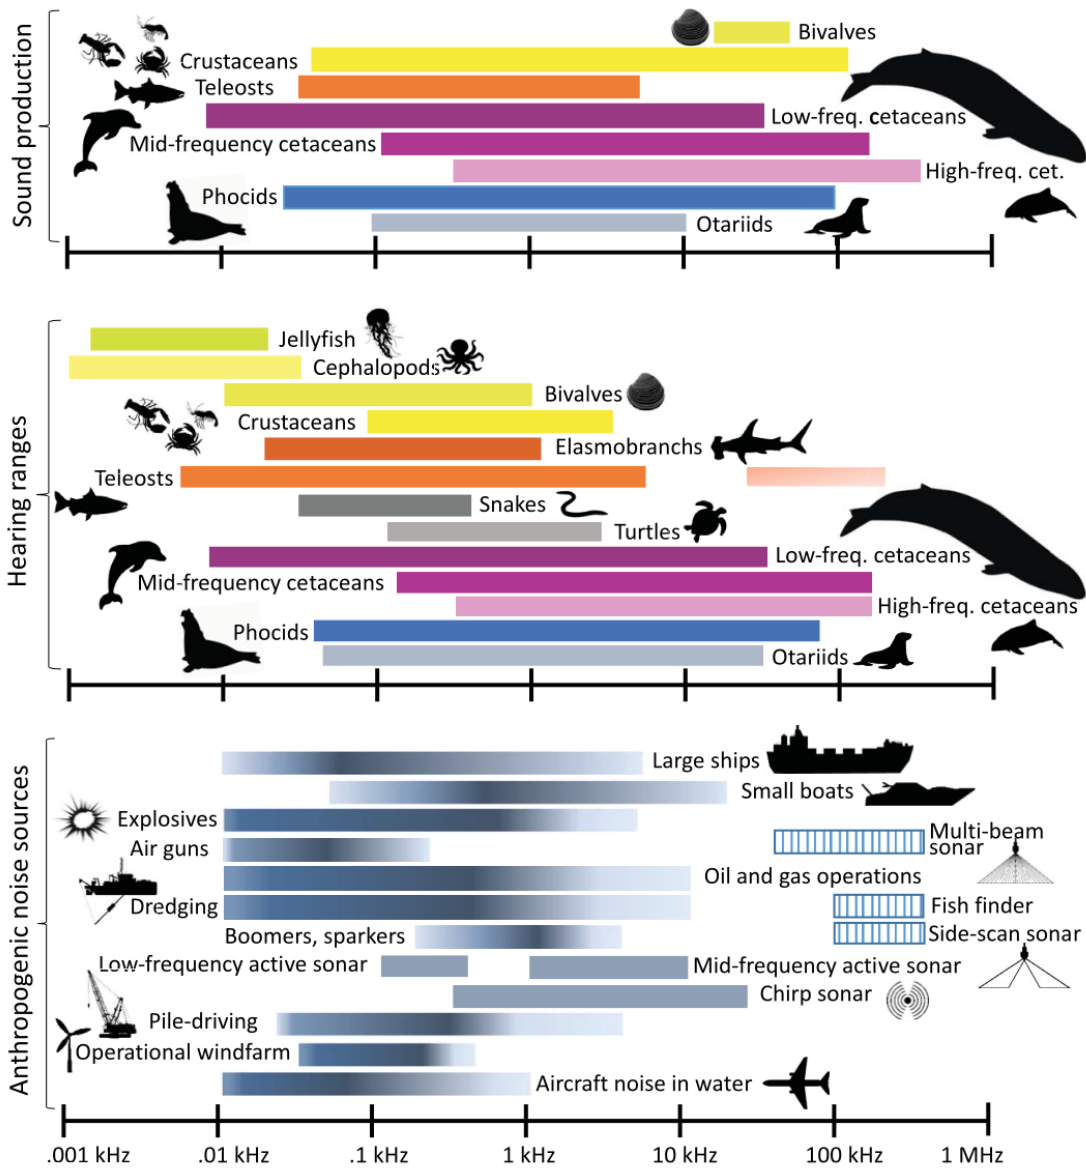 Sound production
Bivalves
Crustaceans
Teleosts
Low-freq. cetaceans
Mid-frequency cetaceans
High-freq. cet.
Phocids
Otariids
Hearing ranges
Jellyfish
Cephalopods
Bivalves
Crustaceans
Elasmobranchs
Teleosts
Snakes
Turtles
Low-freq. cetaceans
Mid-frequency cetaceans
High-freq. cetaceans
Phocids
Otariids
Anthropogenic noise sources
Large ships
Small boats
Explosives
Multi-beam
sonar
Air guns
Oil and gas operations
Dredging
Fish finder
Boomers, sparkers
Side-scan sonar
Low-frequency active sonar
Mid-frequency active sonar
Chirp sonar
Pile-driving
Operational windfarm
Aircraft noise in water
.001 kHz .01 kHz .1 kHz 1 kHz 10 kHz 100 kHz 1 MHz